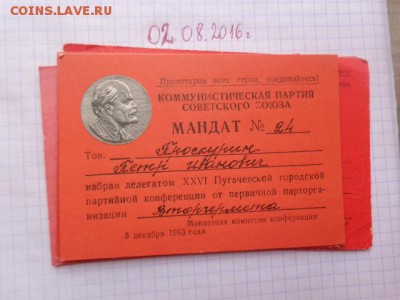 COINS.LAVE.RU
02.08.2016г
Пролетарии всех стран, соединяйтесь!
КОММУНИСТИЧЕСКАЯ ПАРТИЯ
СОВЕТСКОГО СОЮЗА
МАНДАТ № 24
Тов. Проскурин
Петр Иванович
избран делегатом XXVI Пугачевской городской
партийной конференции от первичной парторга-
низации Вторчермета
Мандатная комиссия конференции
3 декабря 1983 года